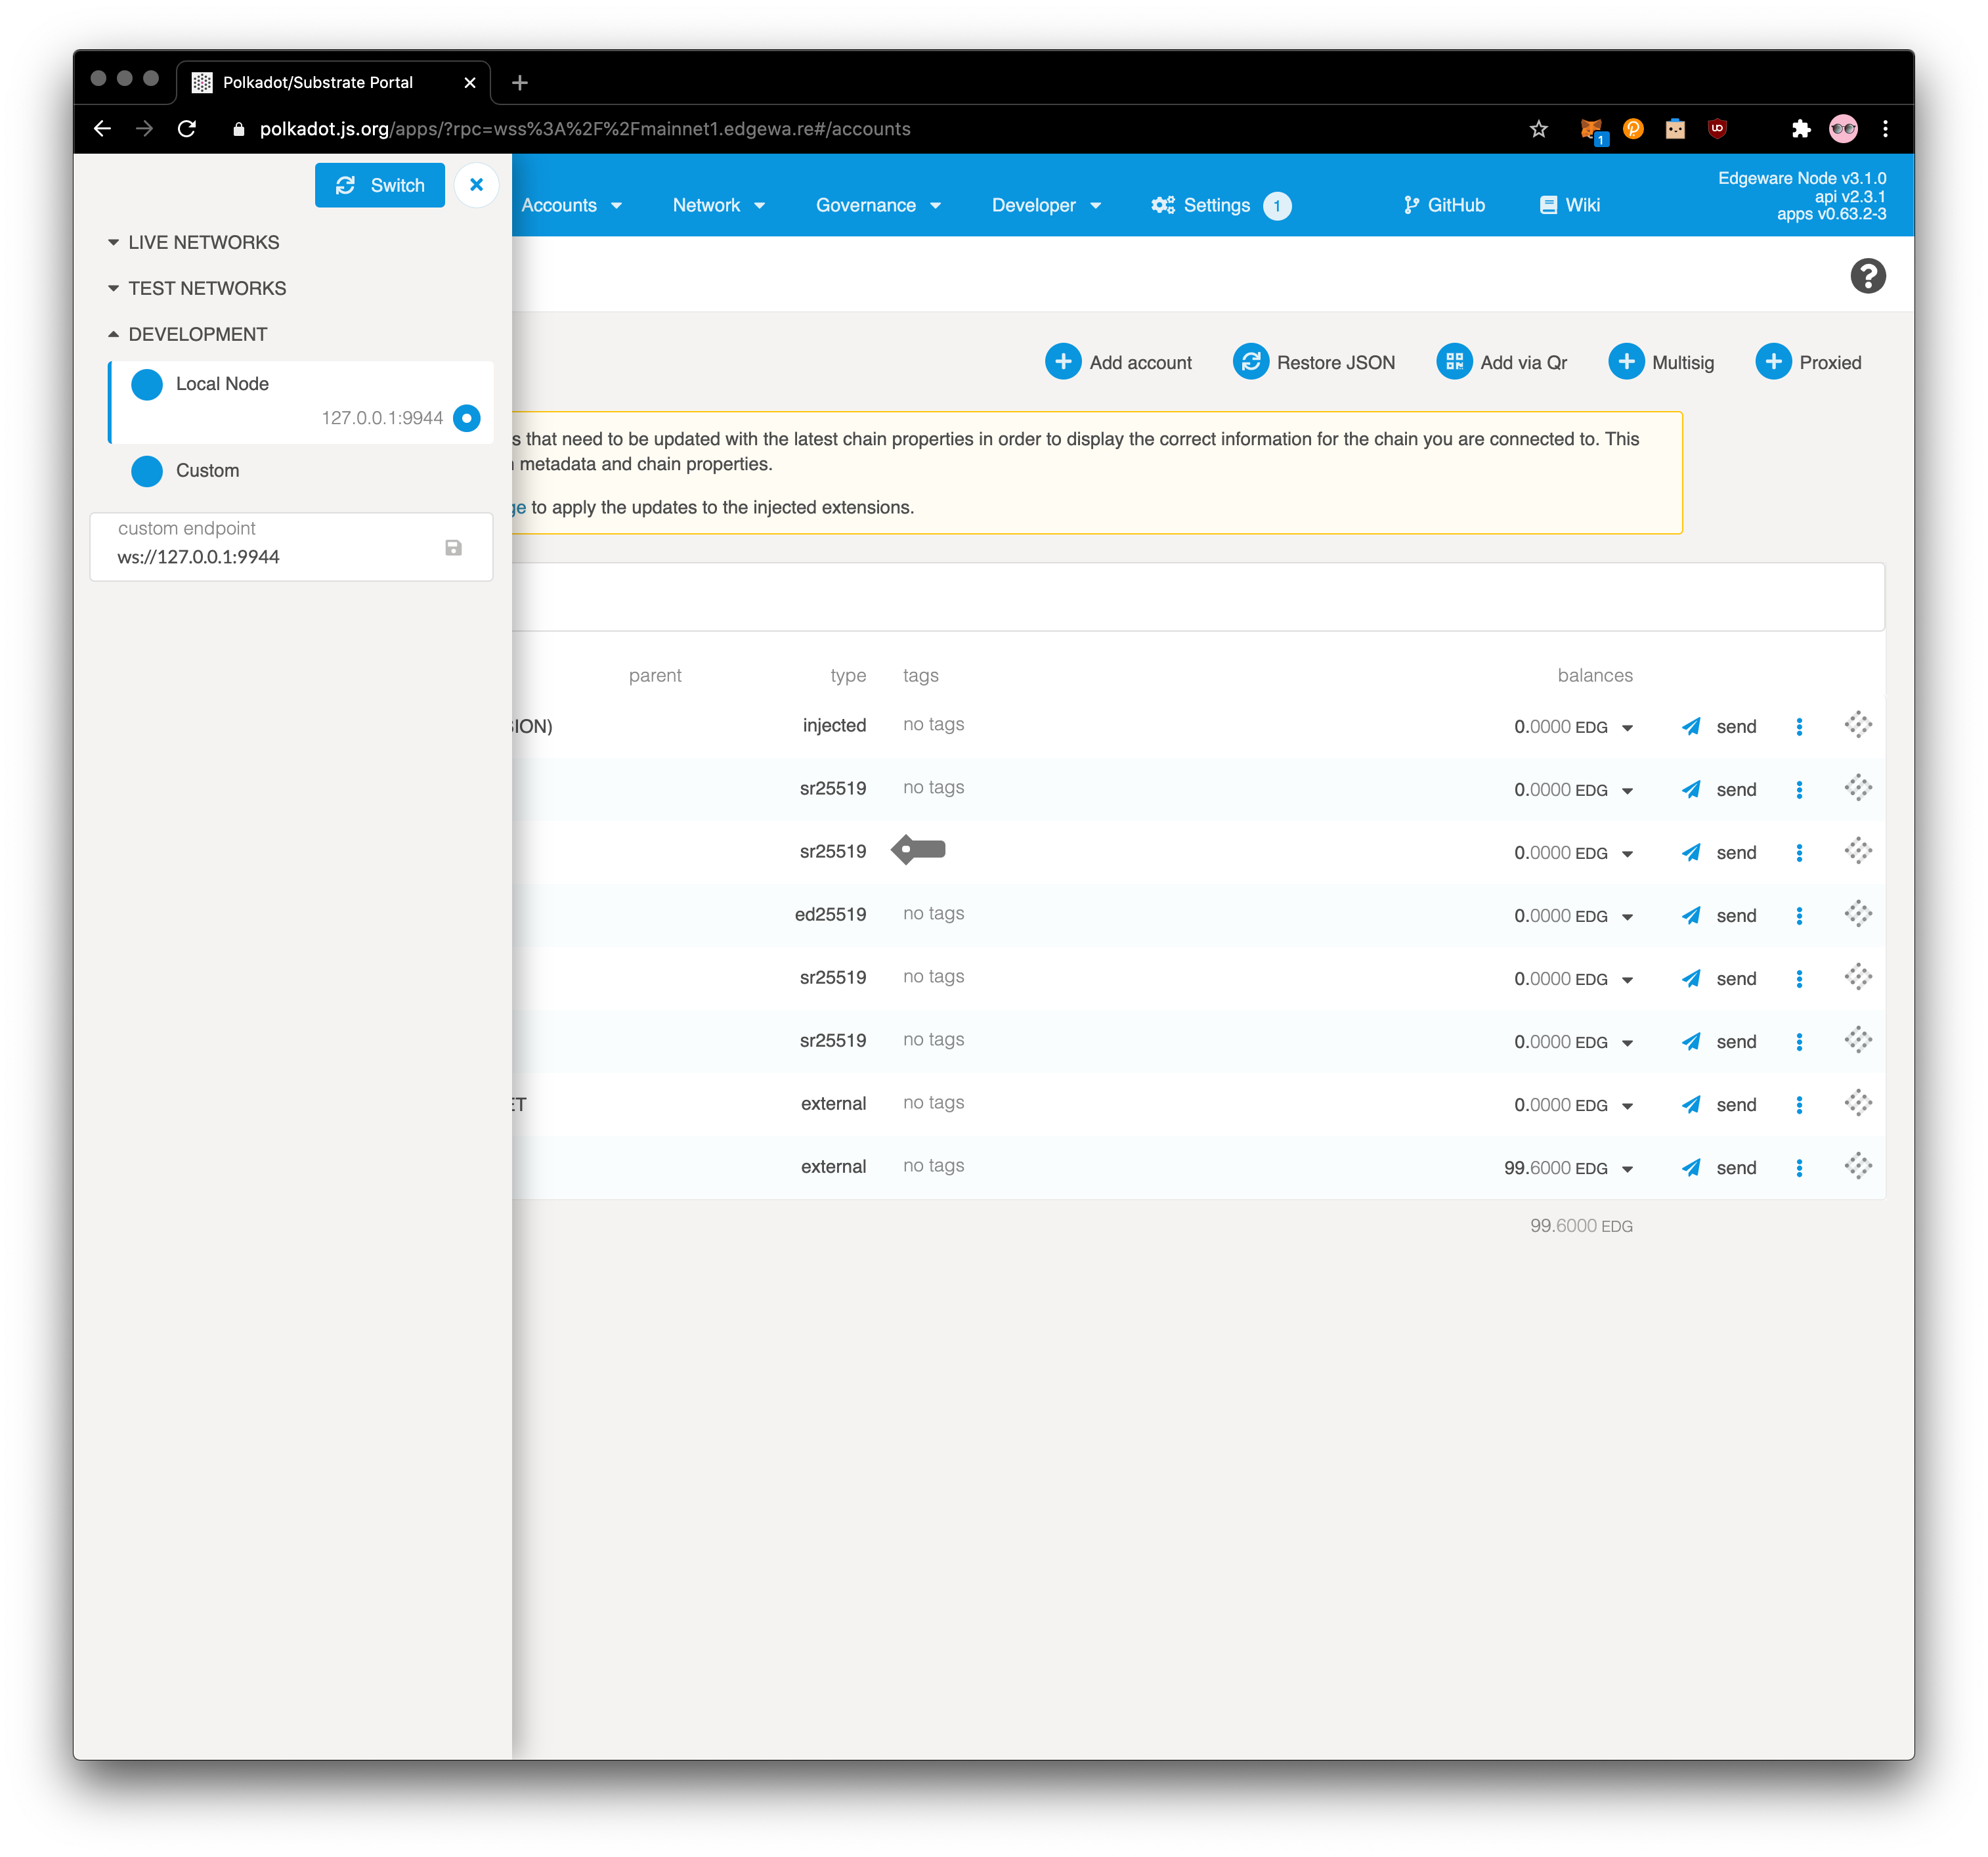 Polkadot/Substrate Portal
polkadot.js.org/apps/?rpc=wss%3A%2F%2Fmainnet1.edgewa.re#/accounts
1
Switch
LIVE NETWORKS
TEST NETWORKS
DEVELOPMENT
Local Node
127.0.0.1:9944
Custom
custom endpoint
ws://127.0.0.1:9944
Accounts
Network
Governance
Developer
Settings 1
GitHub
Wiki
Edgeware Node v3.1.0
api v2.3.1
apps v0.63.2-3
Add account
Restore JSON
Add via Qr
Multisig
Proxied
s that need to be updated with the latest chain properties in order to display the correct information for the chain you are connected to. This
metadata and chain properties.
ge to apply the updates to the injected extensions.
parent type tags balances
SION) injected no tags 0.0000 EDG send
sr25519 no tags 0.0000 EDG send
sr25519 0.0000 EDG send
ed25519 no tags 0.0000 EDG send
sr25519 no tags 0.0000 EDG send
sr25519 no tags 0.0000 EDG send
ET external no tags 0.0000 EDG send
external no tags 99.6000 EDG send
99.6000 EDG